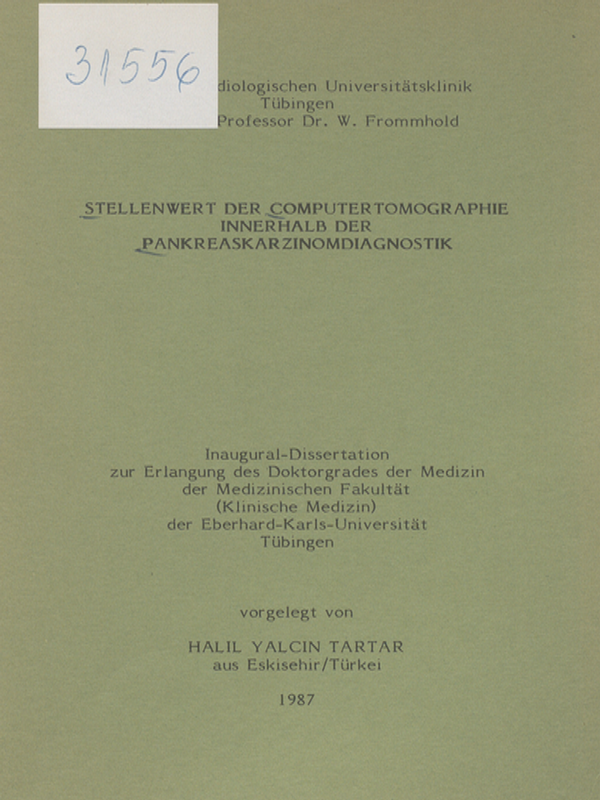 31556
diologischen Universitätsklinik
Tübingen
Professor Dr. W. Frommhold
STELLENWERT DER COMPUTERTOMOGRAPHIE
INNERHALB DER
PANKREASKARZINOMDIAGNOSTIK
Inaugural-Dissertation
zur Erlangung des Doktorgrades der Medizin
der Medizinischen Fakultät
(Klinische Medizin)
der Eberhard-Karls-Universität
Tübingen
vorgelegt von
HALIL YALCIN TARTAR
aus Eskisehir/Türkei
1987